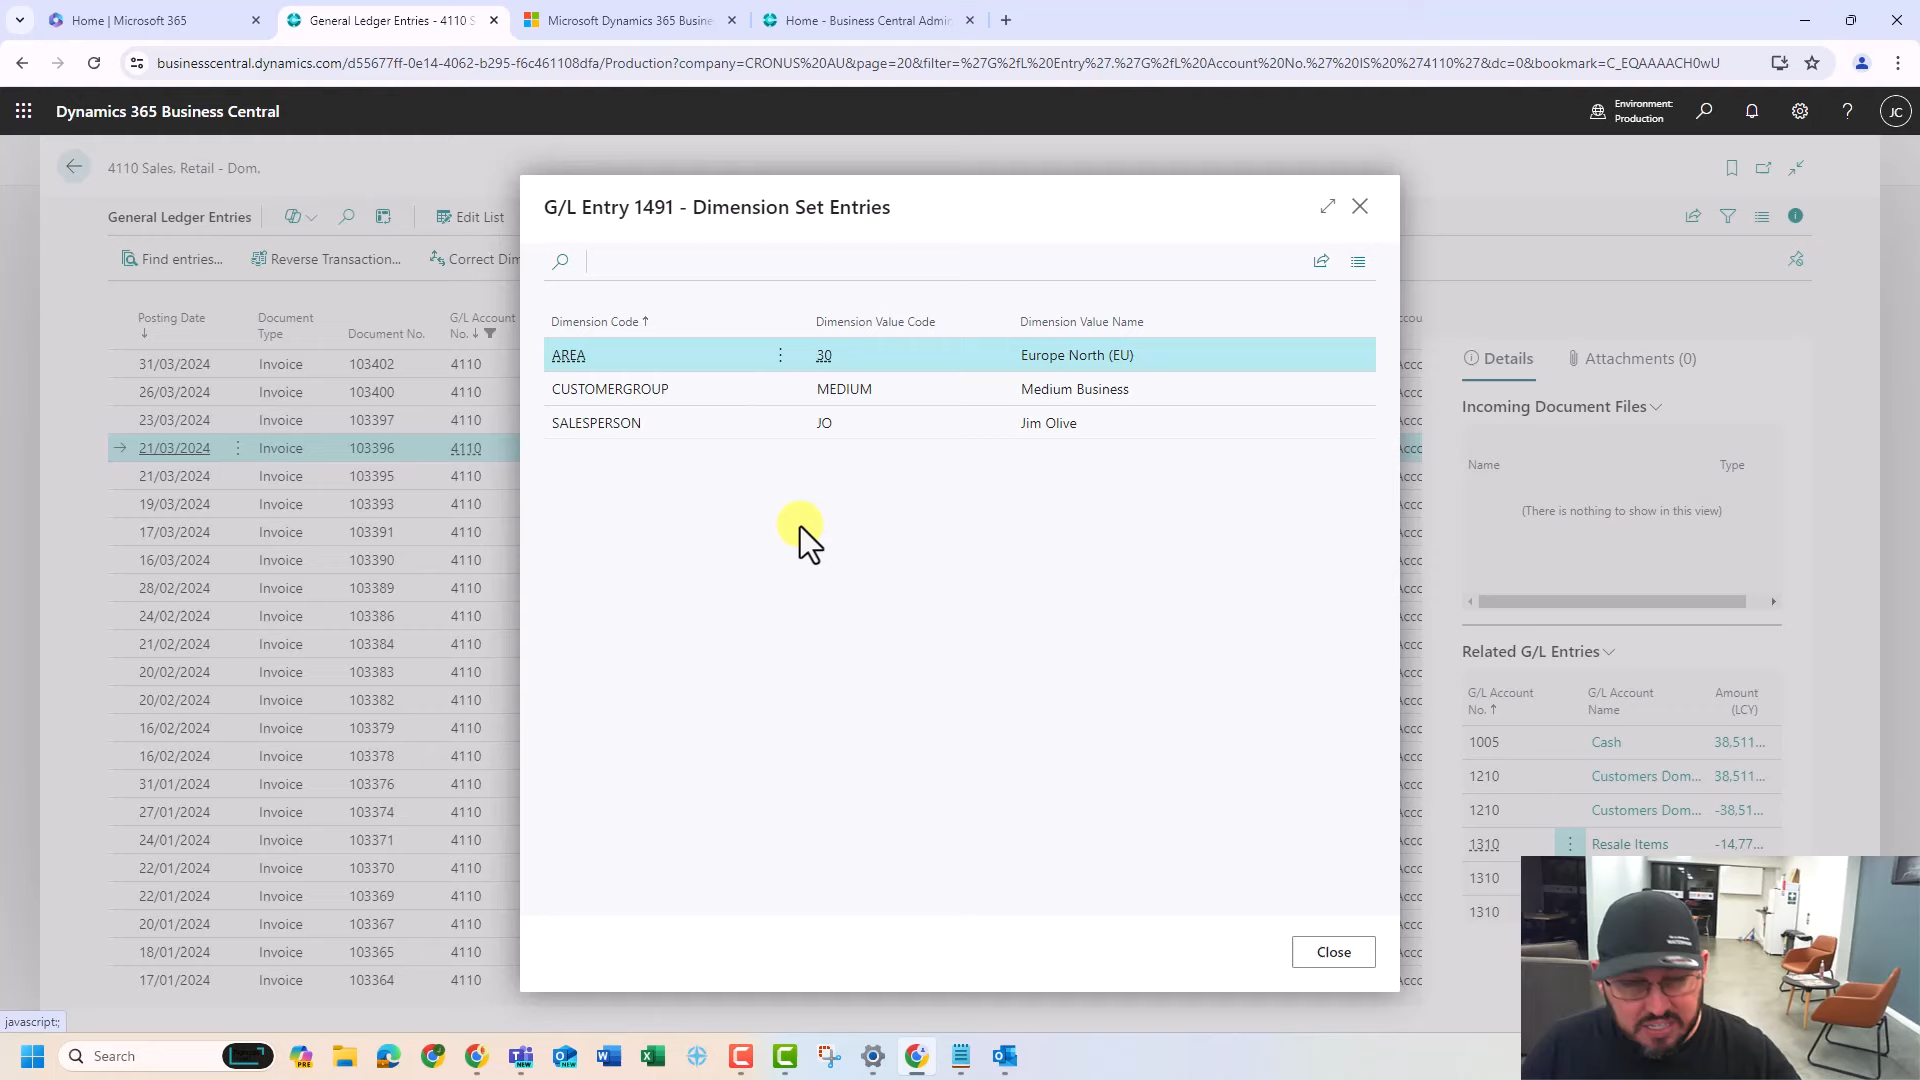 Home | Microsoft 365
General Ledger Entries - 4110 S
Microsoft Dynamics 365 Busine
Home - Business Central Admin
businesscentral.dynamics.com/d55677ff-0e14-4062-b295-f6c461108dfa/Production?company=CRONUS%20AU&page=20&filter=%27G%2fL%20Entry%27.%27G%2fL%20Account%20No.%27%20IS%20%274110%27&dc=0&bookmark=C_EQAAAACH0wU
Dynamics 365 Business Central
Environment:
Production
JC
4110 Sales, Retail - Dom.
General Ledger Entries
Edit List
Find entries...
Reverse Transaction...
Correct Dim
Posting Date
Document Type
Document No.
G/L Account No.
31/03/2024 Invoice 103402 4110
26/03/2024 Invoice 103400 4110
23/03/2024 Invoice 103397 4110
21/03/2024 Invoice 103396 4110
21/03/2024 Invoice 103395 4110
19/03/2024 Invoice 103393 4110
17/03/2024 Invoice 103391 4110
16/03/2024 Invoice 103390 4110
28/02/2024 Invoice 103389 4110
24/02/2024 Invoice 103386 4110
21/02/2024 Invoice 103384 4110
20/02/2024 Invoice 103383 4110
20/02/2024 Invoice 103382 4110
16/02/2024 Invoice 103379 4110
16/02/2024 Invoice 103378 4110
31/01/2024 Invoice 103376 4110
27/01/2024 Invoice 103374 4110
24/01/2024 Invoice 103371 4110
22/01/2024 Invoice 103370 4110
22/01/2024 Invoice 103369 4110
20/01/2024 Invoice 103367 4110
18/01/2024 Invoice 103365 4110
17/01/2024 Invoice 103364 4110
javascript:;
G/L Entry 1491 - Dimension Set Entries
Dimension Code ↑ Dimension Value Code Dimension Value Name
AREA 30 Europe North (EU)
CUSTOMERGROUP MEDIUM Medium Business
SALESPERSON JO Jim Olive
Close
Details
Attachments (0)
Incoming Document Files
Name Type
(There is nothing to show in this view)
Related G/L Entries
G/L Account No. ↑
G/L Account Name
Amount (LCY)
1005 Cash 38,511...
1210 Customers Dom... 38,511...
1210 Customers Dom... -38,51...
1310 Resale Items -14,77...
1310
1310
Search
PRE
NEW
NEW